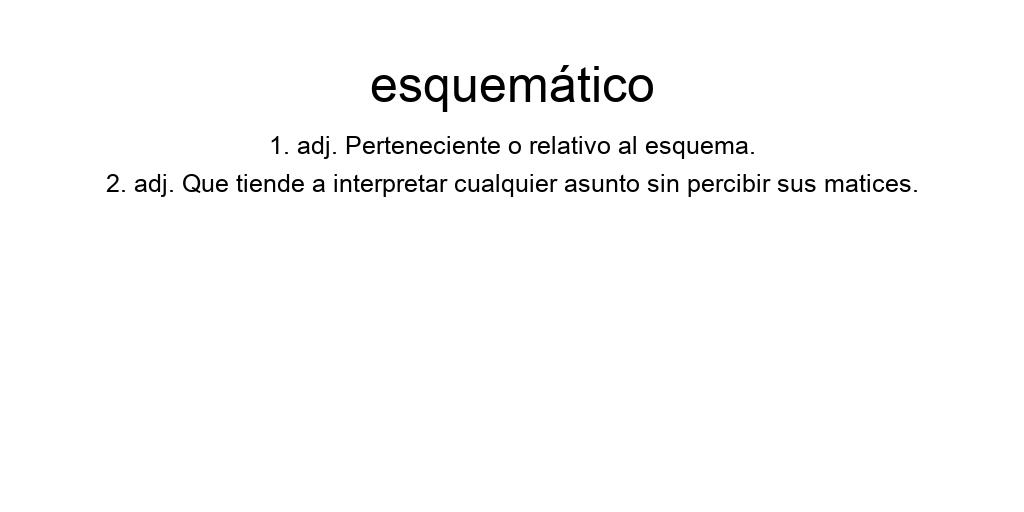 esquemático
1. adj. Perteneciente o relativo al esquema.
2. adj. Que tiende a interpretar cualquier asunto sin percibir sus matices.